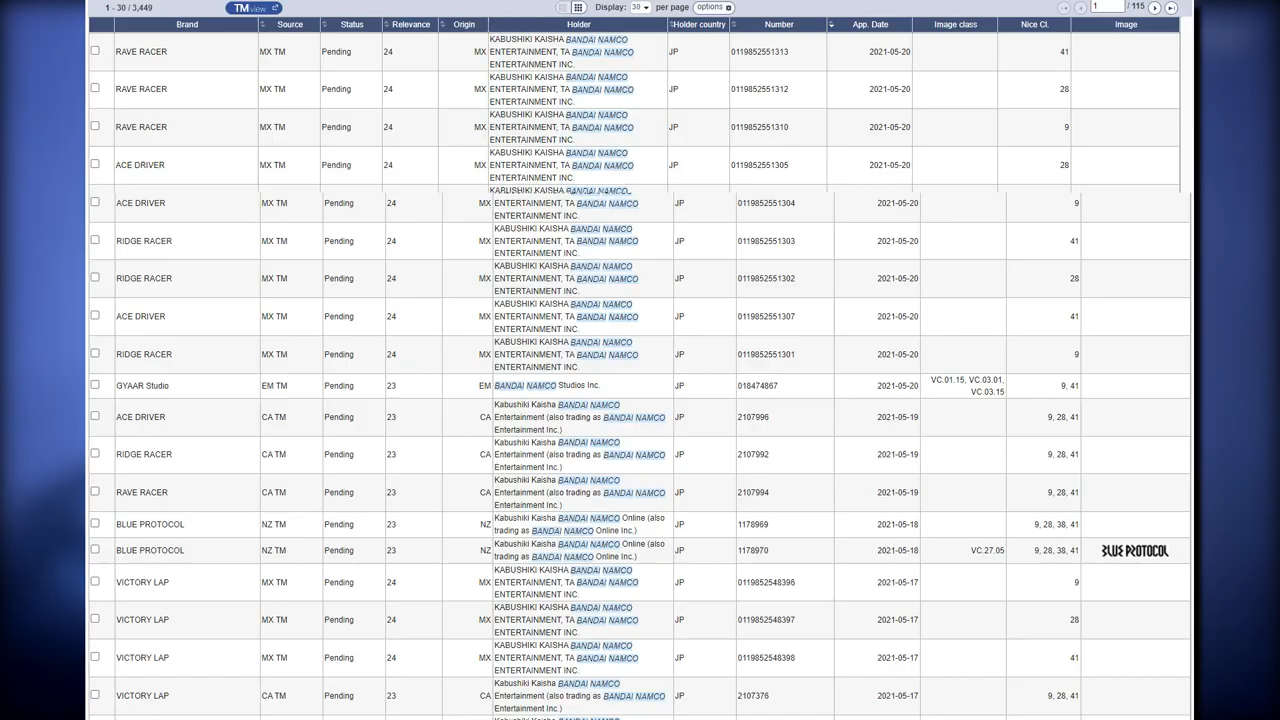 1 - 30 / 3,449 TMview Display: 30 per page options 1 / 115
Brand Source Status Relevance Origin Holder Holder country Number App. Date Image class Nice Cl. Image
KABUSHIKI KAISHA BANDAI NAMCO
RAVE RACER MX TM Pending 24 MX ENTERTAINMENT, TA BANDAI NAMCO JP 0119852551313 2021-05-20 41
ENTERTAINMENT INC.
KABUSHIKI KAISHA BANDAI NAMCO
RAVE RACER MX TM Pending 24 MX ENTERTAINMENT, TA BANDAI NAMCO JP 0119852551312 2021-05-20 28
ENTERTAINMENT INC.
KABUSHIKI KAISHA BANDAI NAMCO
RAVE RACER MX TM Pending 24 MX ENTERTAINMENT, TA BANDAI NAMCO JP 0119852551310 2021-05-20 9
ENTERTAINMENT INC.
KABUSHIKI KAISHA BANDAI NAMCO
ACE DRIVER MX TM Pending 24 MX ENTERTAINMENT, TA BANDAI NAMCO JP 0119852551305 2021-05-20 28
ENTERTAINMENT INC.
KABUSHIKI KAISHA BANDAI NAMCO
ACE DRIVER MX TM Pending 24 MX ENTERTAINMENT, TA BANDAI NAMCO JP 0119852551304 2021-05-20 9
ENTERTAINMENT INC.
KABUSHIKI KAISHA BANDAI NAMCO
RIDGE RACER MX TM Pending 24 MX ENTERTAINMENT, TA BANDAI NAMCO JP 0119852551303 2021-05-20 41
ENTERTAINMENT INC.
KABUSHIKI KAISHA BANDAI NAMCO
RIDGE RACER MX TM Pending 24 MX ENTERTAINMENT, TA BANDAI NAMCO JP 0119852551302 2021-05-20 28
ENTERTAINMENT INC.
KABUSHIKI KAISHA BANDAI NAMCO
ACE DRIVER MX TM Pending 24 MX ENTERTAINMENT, TA BANDAI NAMCO JP 0119852551307 2021-05-20 41
ENTERTAINMENT INC.
KABUSHIKI KAISHA BANDAI NAMCO
RIDGE RACER MX TM Pending 24 MX ENTERTAINMENT, TA BANDAI NAMCO JP 0119852551301 2021-05-20 9
ENTERTAINMENT INC.
GYAAR Studio EM TM Pending 23 EM BANDAI NAMCO Studios Inc. JP 018474867 2021-05-20 VC.01.15, VC.03.01, 9, 41
VC.03.15
Kabushiki Kaisha BANDAI NAMCO
ACE DRIVER CA TM Pending 23 CA Entertainment (also trading as BANDAI NAMCO JP 2107996 2021-05-19 9, 28, 41
Entertainment Inc.)
Kabushiki Kaisha BANDAI NAMCO
RIDGE RACER CA TM Pending 23 CA Entertainment (also trading as BANDAI NAMCO JP 2107992 2021-05-19 9, 28, 41
Entertainment Inc.)
Kabushiki Kaisha BANDAI NAMCO
RAVE RACER CA TM Pending 23 CA Entertainment (also trading as BANDAI NAMCO JP 2107994 2021-05-19 9, 28, 41
Entertainment Inc.)
Kabushiki Kaisha BANDAI NAMCO Online (also
BLUE PROTOCOL NZ TM Pending 23 NZ trading as BANDAI NAMCO Online Inc.) JP 1178969 2021-05-18 9, 28, 38, 41
Kabushiki Kaisha BANDAI NAMCO Online (also
BLUE PROTOCOL NZ TM Pending 23 NZ trading as BANDAI NAMCO Online Inc.) JP 1178970 2021-05-18 VC.27.05 9, 28, 38, 41 BLUE PROTOCOL
KABUSHIKI KAISHA BANDAI NAMCO
VICTORY LAP MX TM Pending 24 MX ENTERTAINMENT, TA BANDAI NAMCO JP 0119852548396 2021-05-17 9
ENTERTAINMENT INC.
KABUSHIKI KAISHA BANDAI NAMCO
VICTORY LAP MX TM Pending 24 MX ENTERTAINMENT, TA BANDAI NAMCO JP 0119852548397 2021-05-17 28
ENTERTAINMENT INC.
KABUSHIKI KAISHA BANDAI NAMCO
VICTORY LAP MX TM Pending 24 MX ENTERTAINMENT, TA BANDAI NAMCO JP 0119852548398 2021-05-17 41
ENTERTAINMENT INC.
Kabushiki Kaisha BANDAI NAMCO
VICTORY LAP CA TM Pending 23 CA Entertainment (also trading as BANDAI NAMCO JP 2107376 2021-05-17 9, 28, 41
Entertainment Inc.)